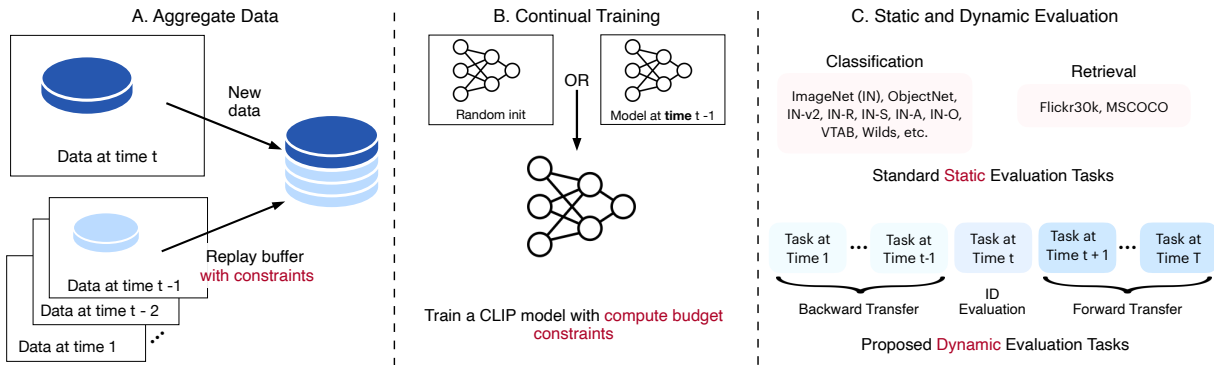 A. Aggregate Data
New
data
Data at time t
Replay buffer
with constraints
Data at time t -1
Data at time t - 2
Data at time 1
...
B. Continual Training
Random init
OR
Model at time t -1
Train a CLIP model with compute budget
constraints
C. Static and Dynamic Evaluation
Classification
ImageNet (IN), ObjectNet,
IN-v2, IN-R, IN-S, IN-A, IN-O,
VTAB, Wilds, etc.
Retrieval
Flickr30k, MSCOCO
Standard Static Evaluation Tasks
Task at
Time 1
...
Task at
Time t-1
Task at
Time t
Task at
Time t + 1
...
Task at
Time T
Backward Transfer
ID
Evaluation
Forward Transfer
Proposed Dynamic Evaluation Tasks